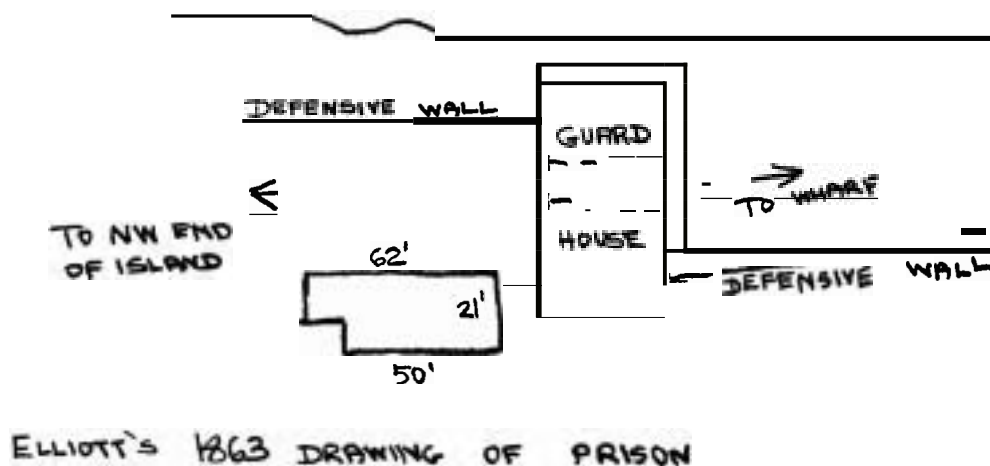 DEFENSIVE WALL
GUARD
HOUSE
TO WHARF
TO NW END
OF ISLAND
DEFENSIVE WALL
62'
21'
50'
ELLIOTT'S 1863 DRAWING OF PRISON